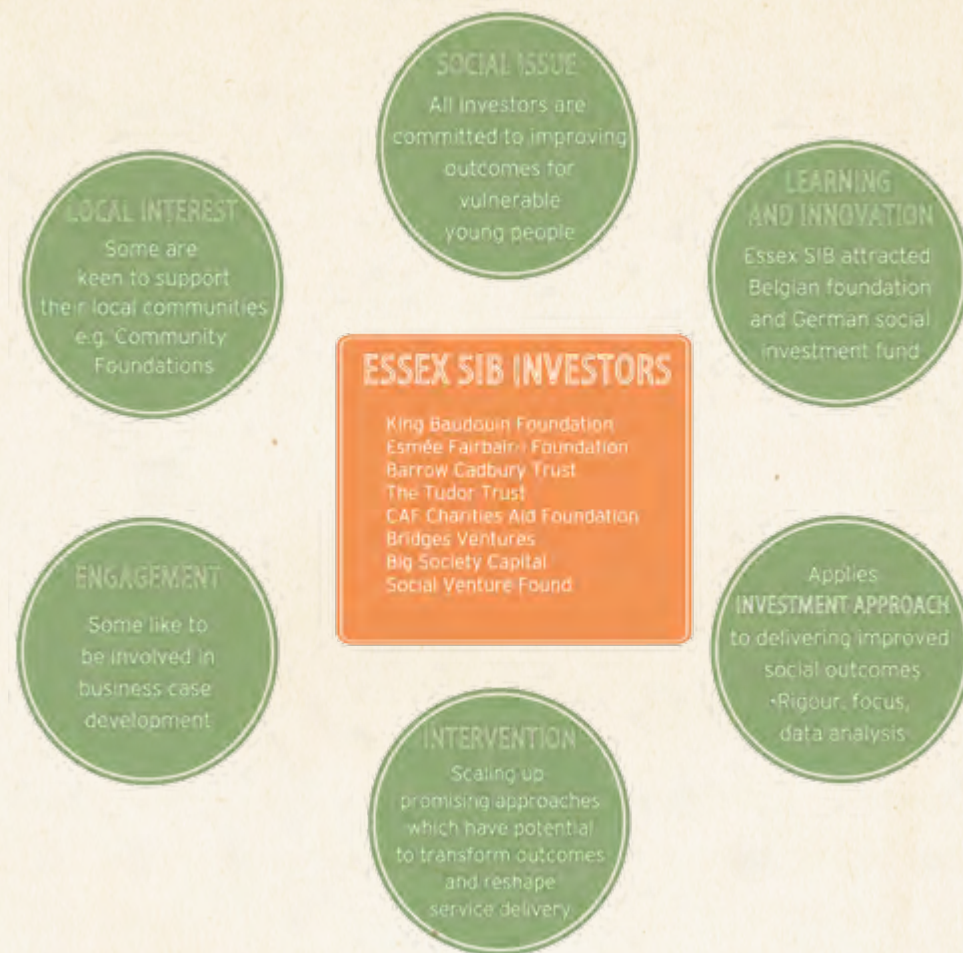 SOCIAL ISSUE
All investors are
committed to improving
outcomes for
vulnerable
young people
LEARNING
AND INNOVATION
Essex SIB attracted
Belgian foundation
and German social
investment fund
Applies
INVESTMENT APPROACH
to delivering improved
social outcomes
•Rigour, focus,
data analysis
INTERVENTION
Scaling up
promising approaches
which have potential
to transform outcomes
and reshape
service delivery
ENGAGEMENT
Some like to
be involved in
business case
development
LOCAL INTEREST
Some are
keen to support
their local communities
e.g. Community
Foundations
ESSEX SIB INVESTORS
King Baudouin Foundation
Esmée Fairbairn Foundation
Barrow Cadbury Trust
The Tudor Trust
CAF Charities Aid Foundation
Bridges Ventures
Big Society Capital
Social Venture Found